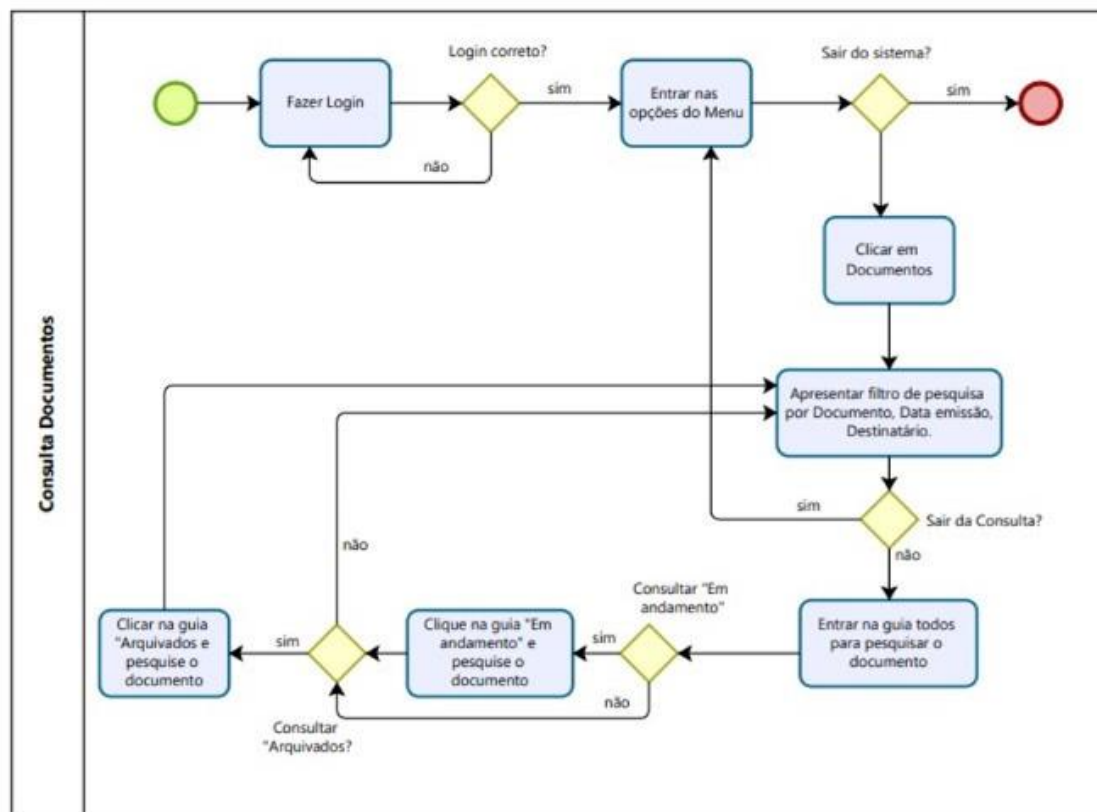 Consulta Documentos
Fazer Login
Login correto?
sim
não
Entrar nas
opções do Menu
Sair do sistema?
sim
Clicar em
Documentos
Apresentar filtro de pesquisa
por Documento, Data emissão,
Destinatário.
Sair da Consulta?
sim
não
Entrar na guia todos
para pesquisar o
documento
Consultar "Em
andamento"
sim
não
Clique na guia "Em
andamento" e
pesquise o
documento
Consultar
"Arquivados?
não
sim
Clicar na guia
"Arquivados e
pesquise o
documento